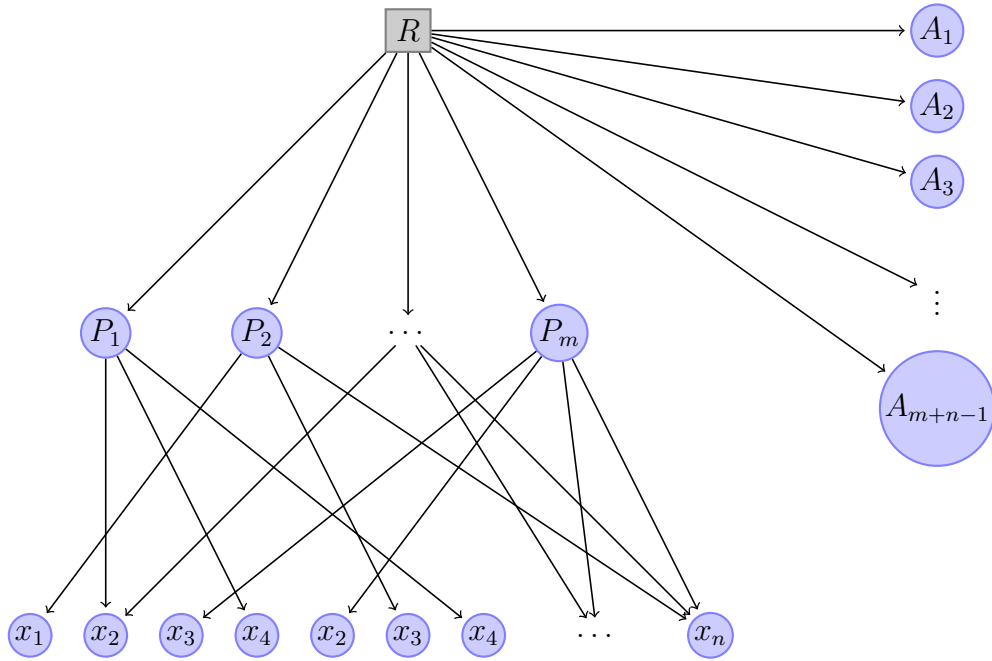 R
A₁
A₂
A₃
⋮
P₁ P₂ ⋯ Pₘ
Aₘ₊ₙ₋₁
x₁ x₂ x₃ x₄ x₂ x₃ x₄ ⋯ xₙ